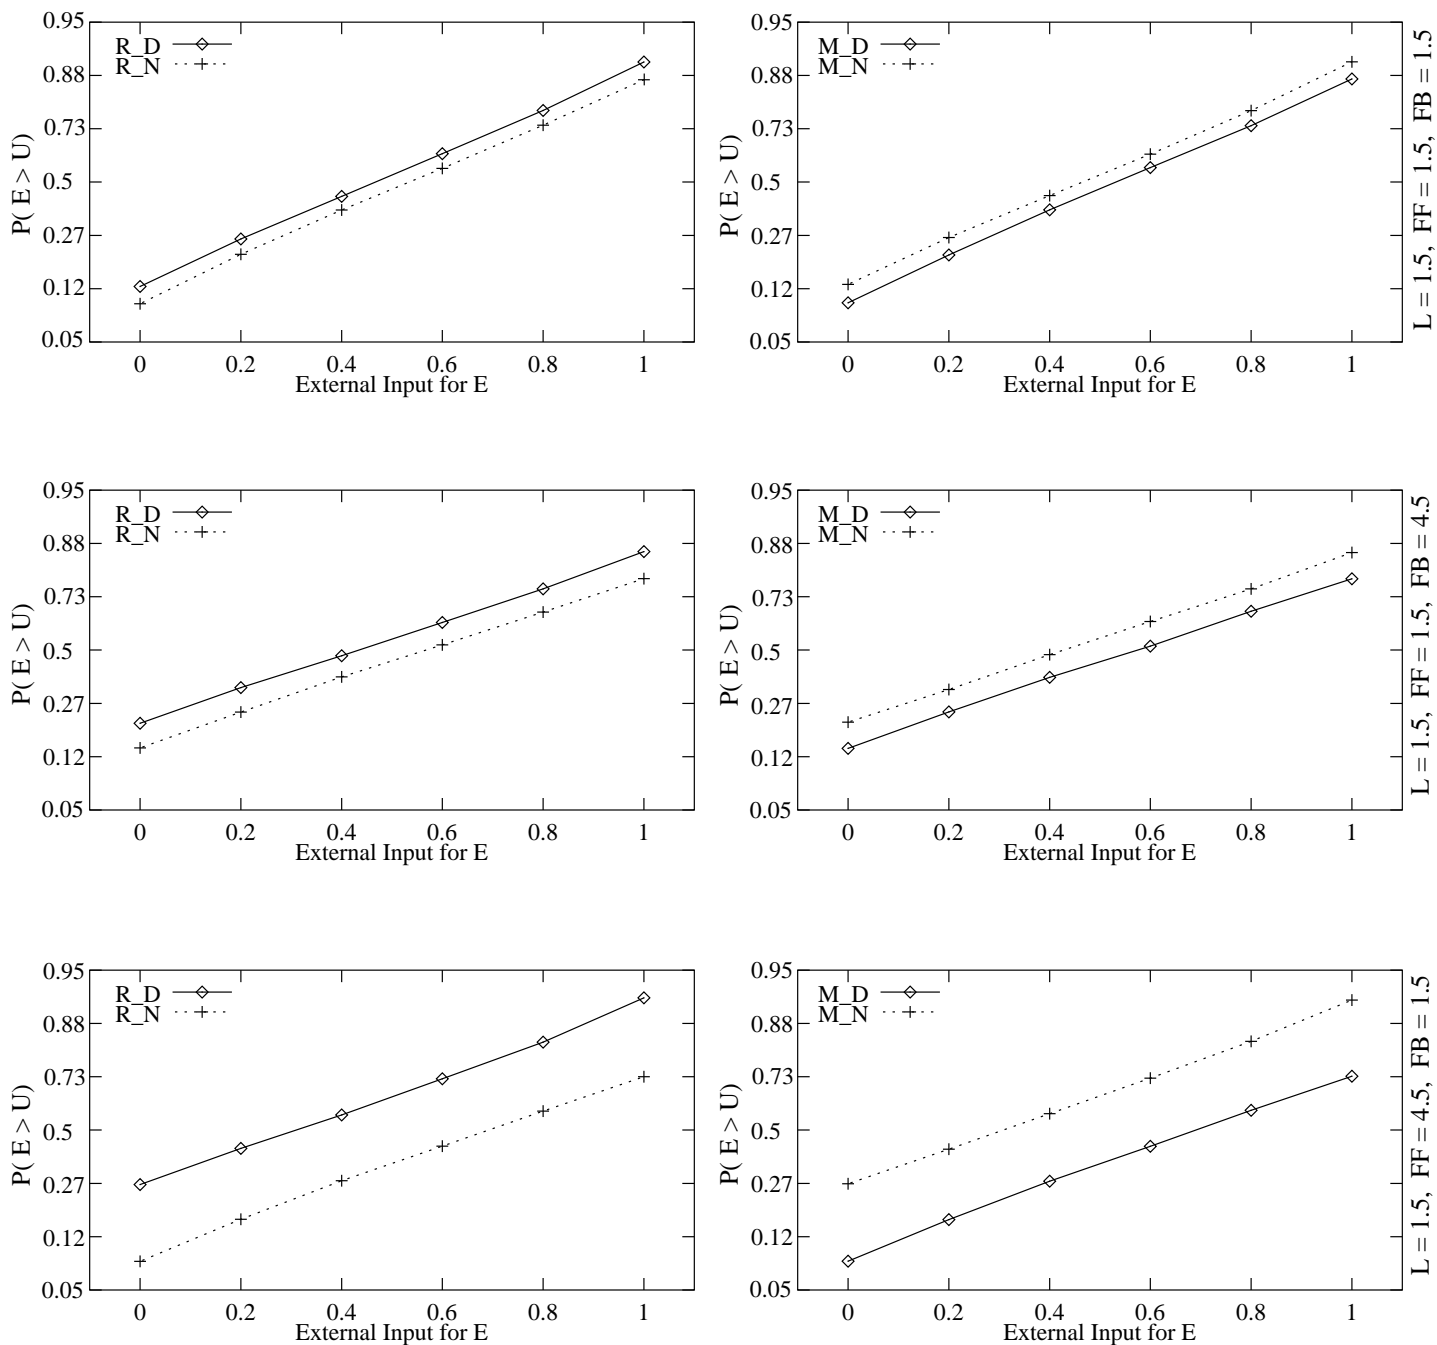 0.95
0.88
0.73
0.5
0.27
0.12
0.05
P( E > U)
R_D
R_N
0 0.2 0.4 0.6 0.8 1
External Input for E
0.95
0.88
0.73
0.5
0.27
0.12
0.05
P( E > U)
M_D
M_N
0 0.2 0.4 0.6 0.8 1
External Input for E
L = 1.5, FF = 1.5, FB = 1.5
0.95
0.88
0.73
0.5
0.27
0.12
0.05
P( E > U)
R_D
R_N
0 0.2 0.4 0.6 0.8 1
External Input for E
0.95
0.88
0.73
0.5
0.27
0.12
0.05
P( E > U)
M_D
M_N
0 0.2 0.4 0.6 0.8 1
External Input for E
L = 1.5, FF = 1.5, FB = 4.5
0.95
0.88
0.73
0.5
0.27
0.12
0.05
P( E > U)
R_D
R_N
0 0.2 0.4 0.6 0.8 1
External Input for E
0.95
0.88
0.73
0.5
0.27
0.12
0.05
P( E > U)
M_D
M_N
0 0.2 0.4 0.6 0.8 1
External Input for E
L = 1.5, FF = 4.5, FB = 1.5